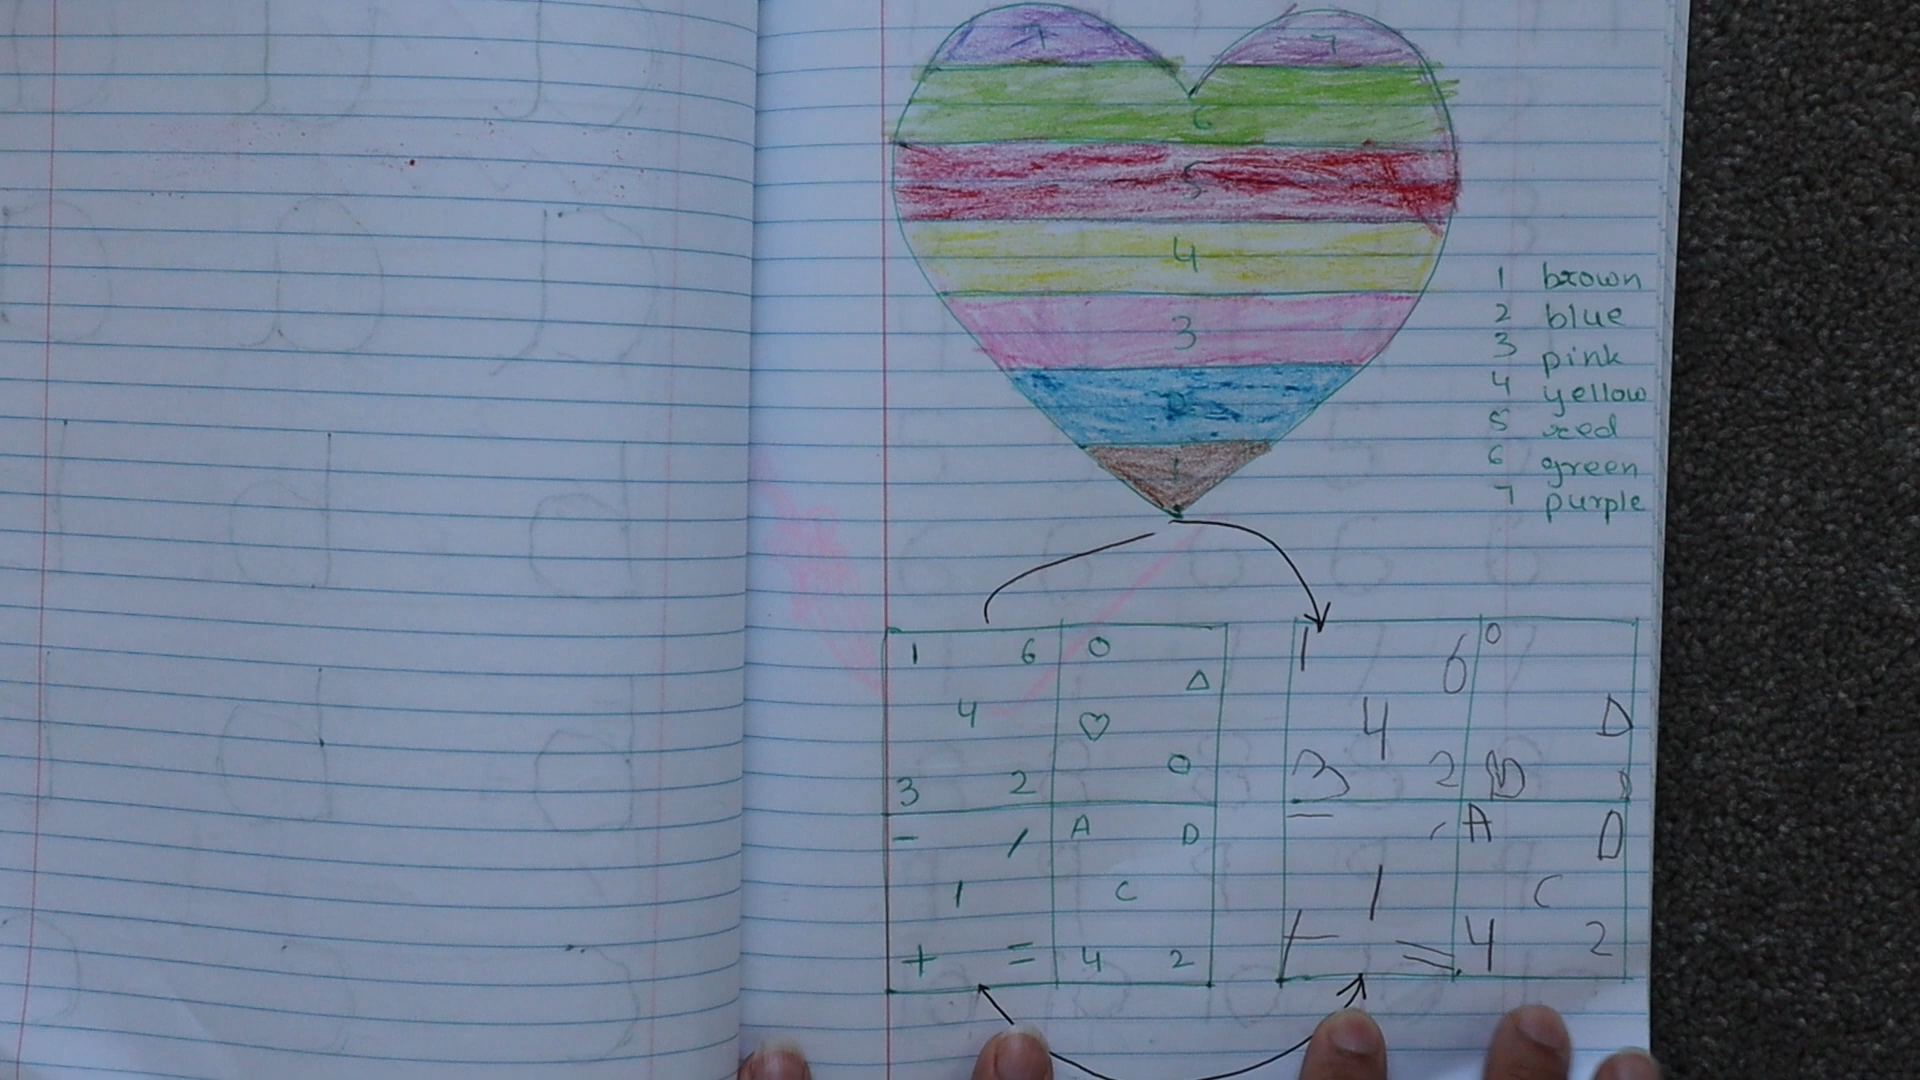 7 7
6
5
4
3
2
1
1 brown
2 blue
3 pink
4 yellow
5 red
6 green
7 purple
1 6 O
4
3 2 O
- / A D
1 C
+ = 4 2
1 6 O
4 D
3 2 D
- A D
1 C
+ = 4 2